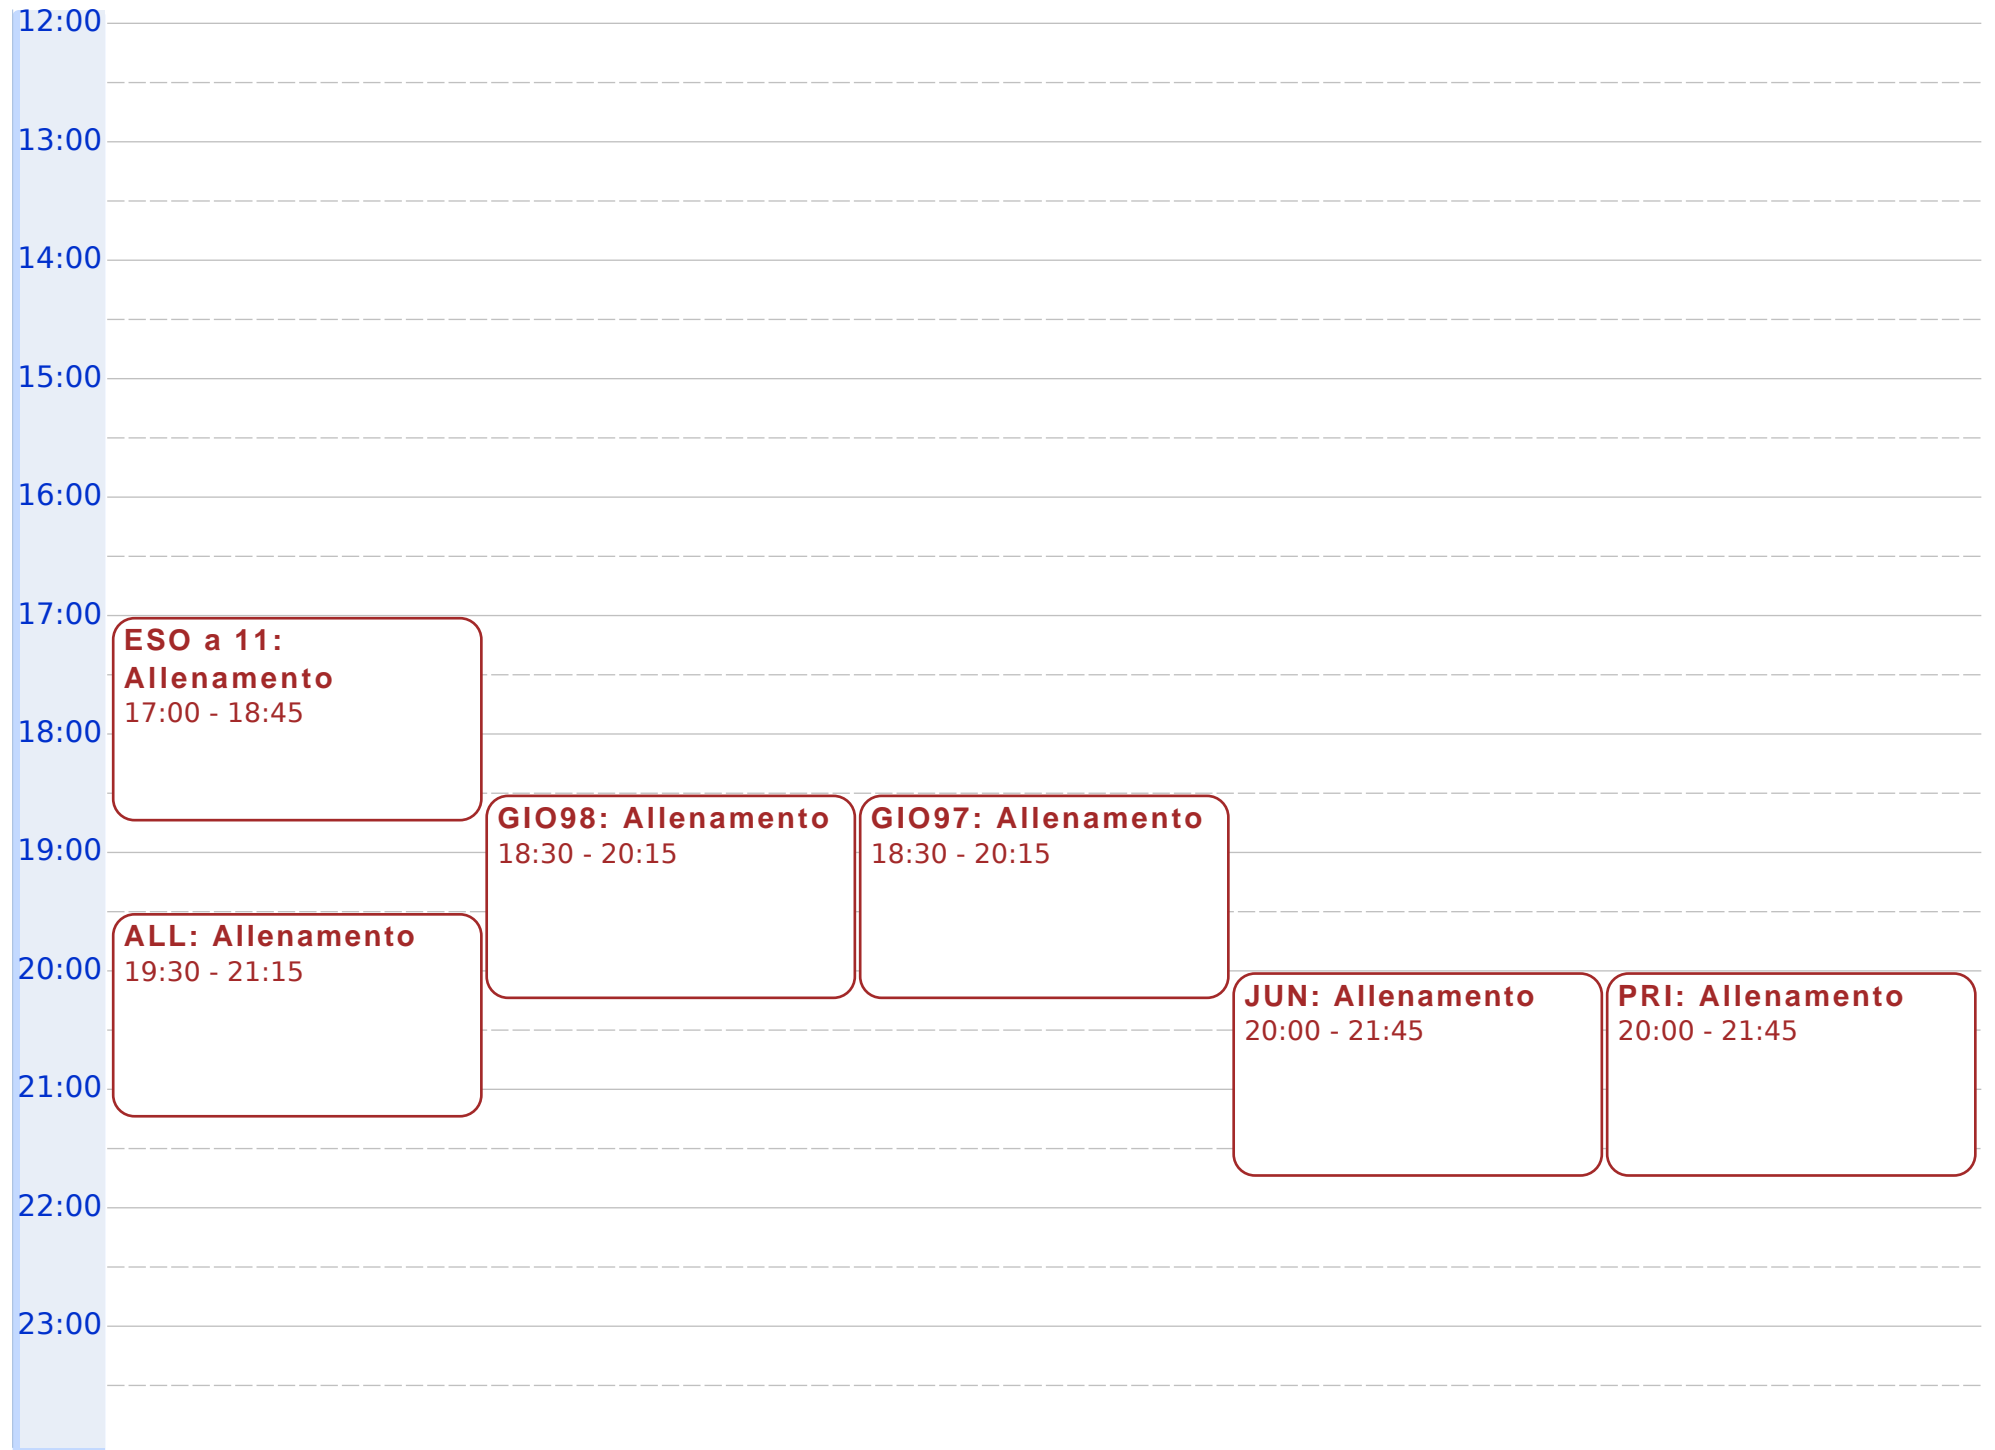 12:00
13:00
14:00
15:00
16:00
17:00
ESO a 11:
Allenamento
17:00 - 18:45
18:00
GIO98: Allenamento
18:30 - 20:15
GIO97: Allenamento
18:30 - 20:15
19:00
ALL: Allenamento
19:30 - 21:15
20:00
JUN: Allenamento
20:00 - 21:45
PRI: Allenamento
20:00 - 21:45
21:00
22:00
23:00